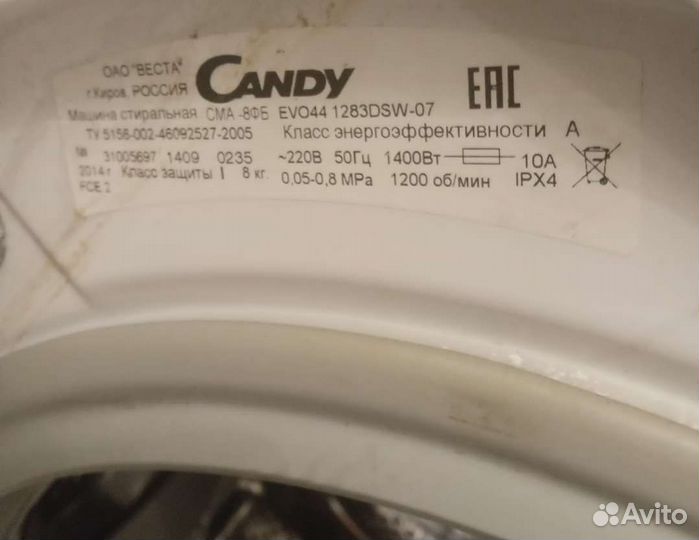 ОАО "ВЕСТА"
г.Киров, РОССИЯ
CANDY
EAC
Машина стиральная СМА -8ФБ EVO44 1283DSW-07
ТУ 5156-002-46092527-2005 Класс энергоэффективности А
№ 31005697 1409 0235 ~220В 50Гц 1400Вт 10А
2014 г Класс защиты I 8 кг. 0,05-0,8 MPa 1200 об/мин IPX4
FCE 2
Avito